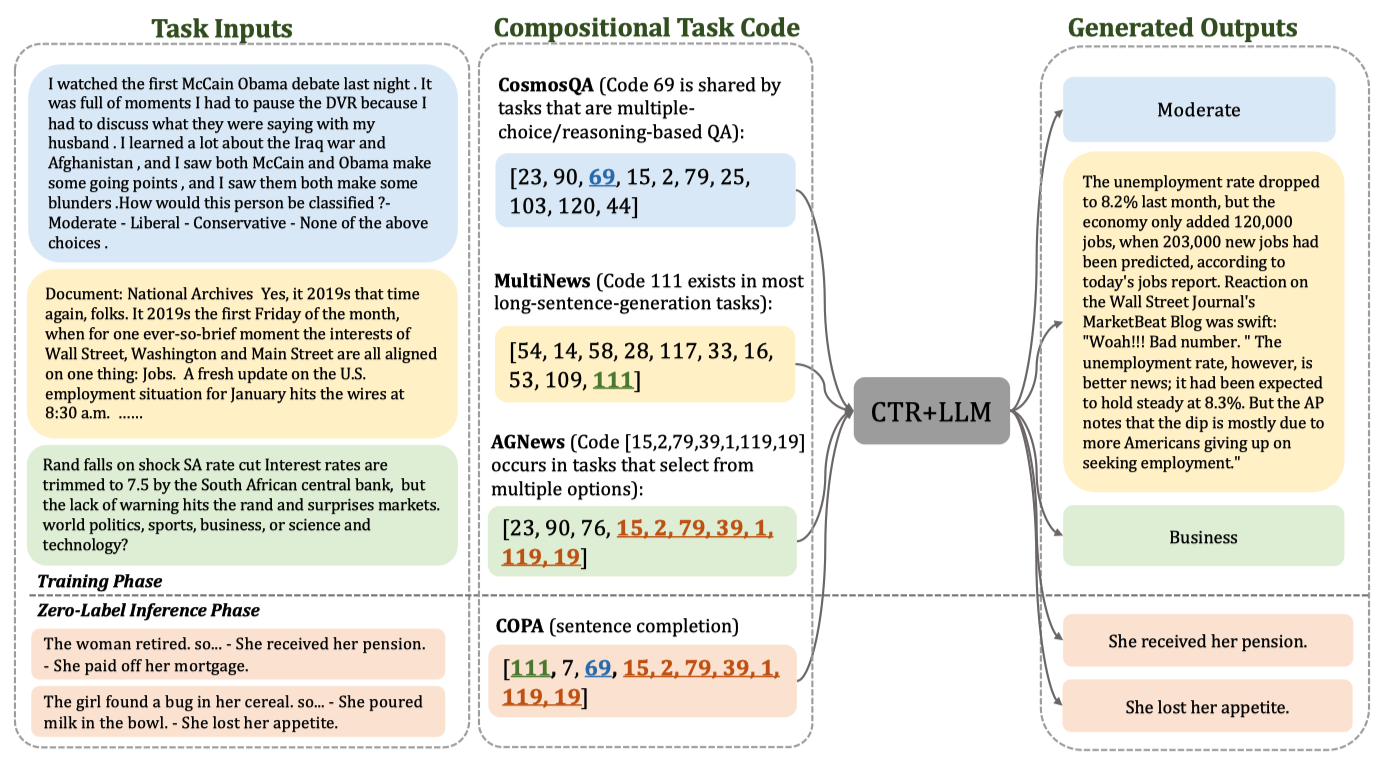 Task Inputs
I watched the first McCain Obama debate last night . It
was full of moments I had to pause the DVR because I
had to discuss what they were saying with my
husband . I learned a lot about the Iraq war and
Afghanistan , and I saw both McCain and Obama make
some going points , and I saw them both make some
blunders .How would this person be classified ?-
Moderate - Liberal - Conservative - None of the above
choices .
Document: National Archives  Yes, it 2019s that time
again, folks. It 2019s the first Friday of the month,
when for one ever-so-brief moment the interests of
Wall Street, Washington and Main Street are all aligned
on one thing: Jobs.  A fresh update on the U.S.
employment situation for January hits the wires at
8:30 a.m.  ......
Rand falls on shock SA rate cut Interest rates are
trimmed to 7.5 by the South African central bank,  but
the lack of warning hits the rand and surprises markets.
world politics, sports, business, or science and
technology?
Training Phase
Zero-Label Inference Phase
The woman retired. so... - She received her pension.
- She paid off her mortgage.
The girl found a bug in her cereal. so... - She poured
milk in the bowl. - She lost her appetite.
Compositional Task Code
CosmosQA (Code 69 is shared by
tasks that are multiple-
choice/reasoning-based QA):
[23, 90, 69, 15, 2, 79, 25,
103, 120, 44]
MultiNews (Code 111 exists in most
long-sentence-generation tasks):
[54, 14, 58, 28, 117, 33, 16,
53, 109, 111]
AGNews (Code [15,2,79,39,1,119,19]
occurs in tasks that select from
multiple options):
[23, 90, 76, 15, 2, 79, 39, 1,
119, 19]
COPA (sentence completion)
[111, 7, 69, 15, 2, 79, 39, 1,
119, 19]
CTR+LLM
Generated Outputs
Moderate
The unemployment rate dropped
to 8.2% last month, but the
economy only added 120,000
jobs, when 203,000 new jobs had
been predicted, according to
today's jobs report. Reaction on
the Wall Street Journal's
MarketBeat Blog was swift:
"Woah!!! Bad number. " The
unemployment rate, however, is
better news; it had been expected
to hold steady at 8.3%. But the AP
notes that the dip is mostly due to
more Americans giving up on
seeking employment."
Business
She received her pension.
She lost her appetite.